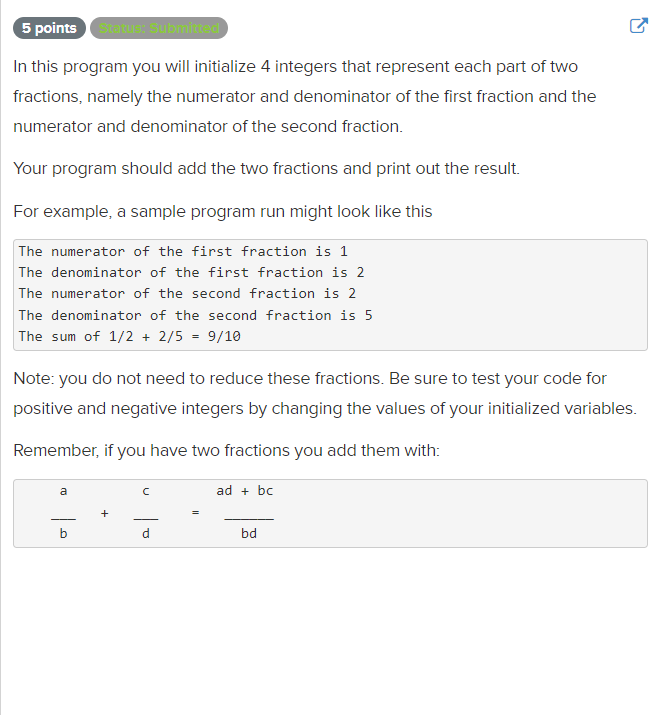 5 points Status: Submitted
In this program you will initialize 4 integers that represent each part of two
fractions, namely the numerator and denominator of the first fraction and the
numerator and denominator of the second fraction.
Your program should add the two fractions and print out the result.
For example, a sample program run might look like this
The numerator of the first fraction is 1
The denominator of the first fraction is 2
The numerator of the second fraction is 2
The denominator of the second fraction is 5
The sum of 1/2 + 2/5 = 9/10
Note: you do not need to reduce these fractions. Be sure to test your code for
positive and negative integers by changing the values of your initialized variables.
Remember, if you have two fractions you add them with:
a c ad + bc
___ + ___ = ______
b d bd